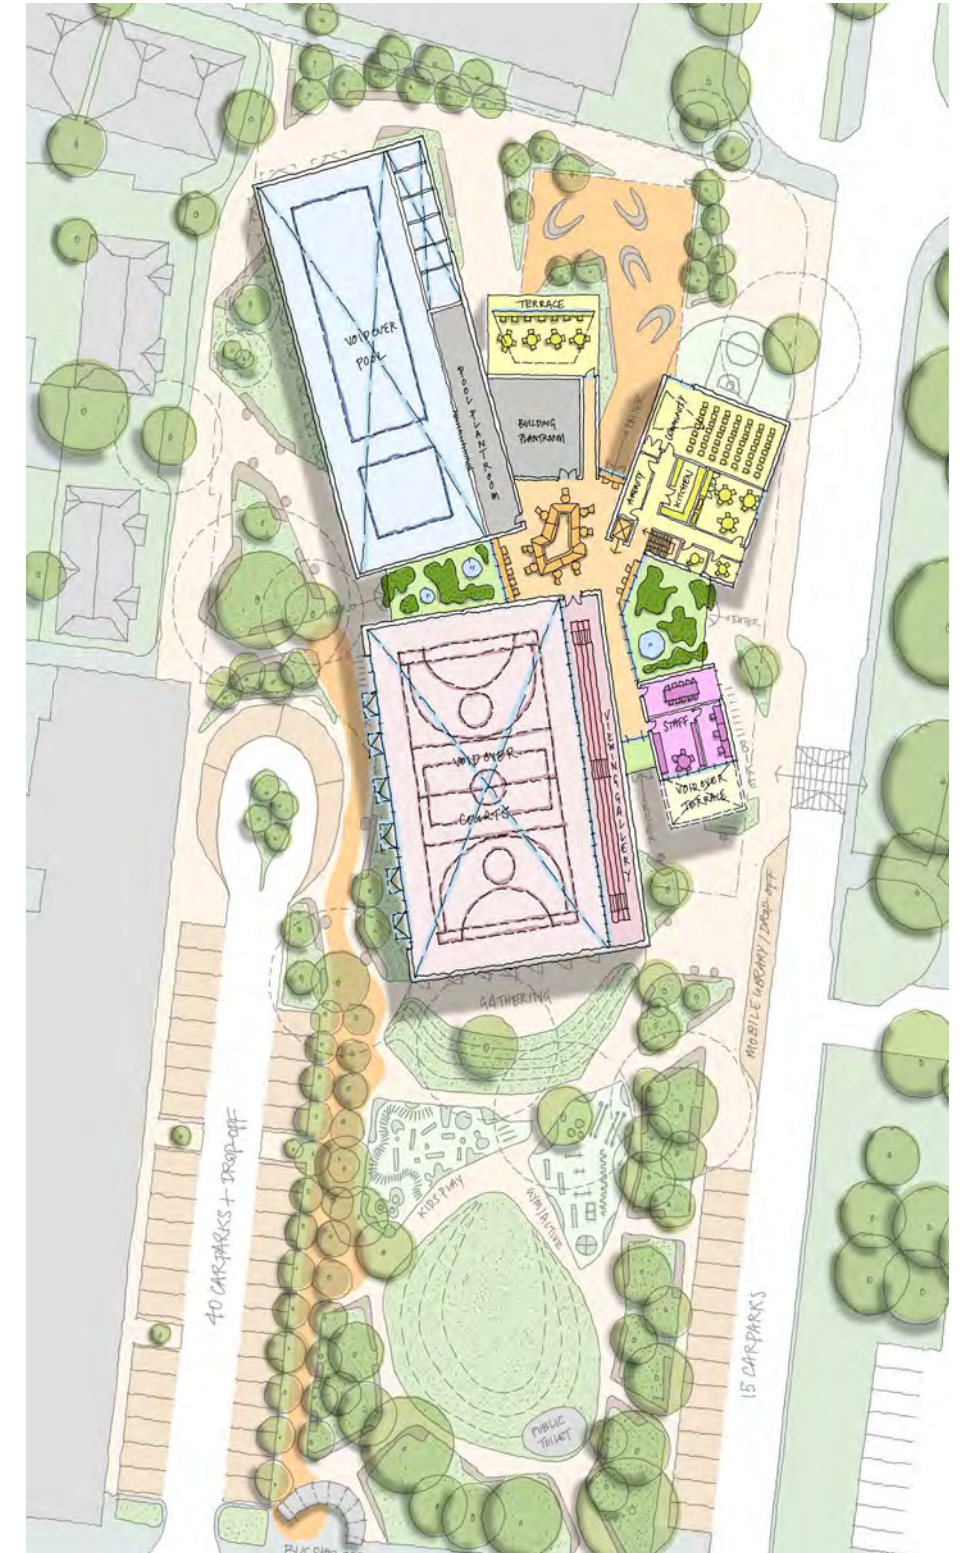 TERRACE
VOID OVER
POOL
POOL PLANTROOM
BUILDING
PLANTROOM
COMMUNITY
AMENITY
KITCHEN
ENTER
STAFF
VOID OVER
TERRACE
VOID OVER
COURTS
VIEWING GALLERY
GATHERING
MOBILE LIBRARY / DROP-OFF
KIDS PLAY
GYM/ACTIVE
40 CARPARKS + DROP-OFF
15 CARPARKS
PUBLIC
TOILET